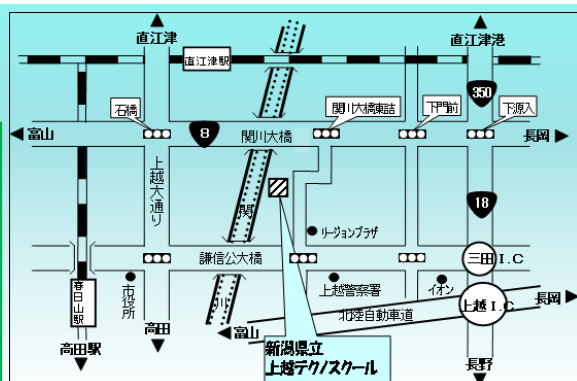 直江津
直江津港
直江津駅
350
石橋
関川大橋東詰
下門前
下源入
富山
8
関川大橋
長岡
上越大通り
関
18
リージョンプラザ
謙信公大橋
三田I.C
春日山駅
市役所
川
上越警察署
イオン
上越I.C
長岡
高田
富山
北陸自動車道
高田駅
新潟県立
上越テクノスクール
長野